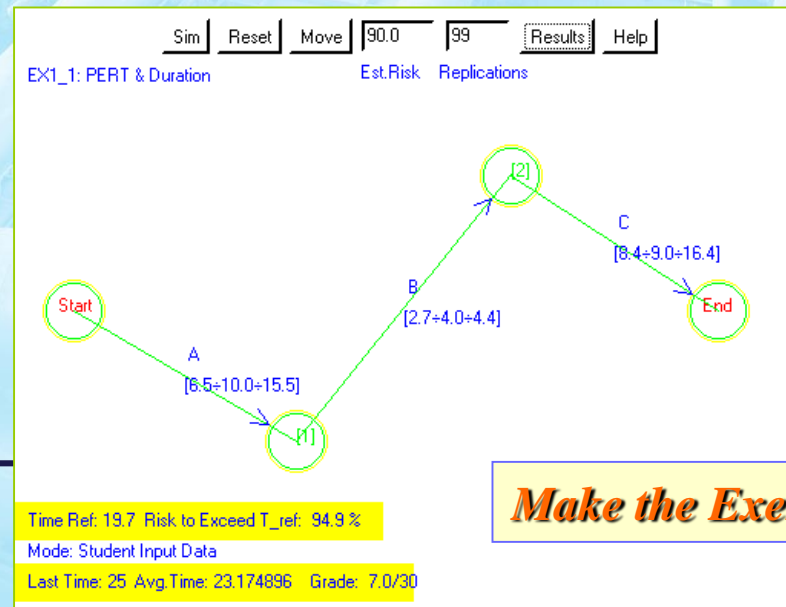 Sim Reset Move 90.0 99 Results Help
EX1_1: PERT & Duration Est.Risk Replications
[2]
C
[8.4÷9.0÷16.4]
B
Start End
[2.7÷4.0÷4.4]
A
[6.5÷10.0÷15.5]
[1]
Make the Exe
Time Ref: 19.7 Risk to Exceed T_ref: 94.9 %
Mode: Student Input Data
Last Time: 25 Avg.Time: 23.174896 Grade: 7.0/30